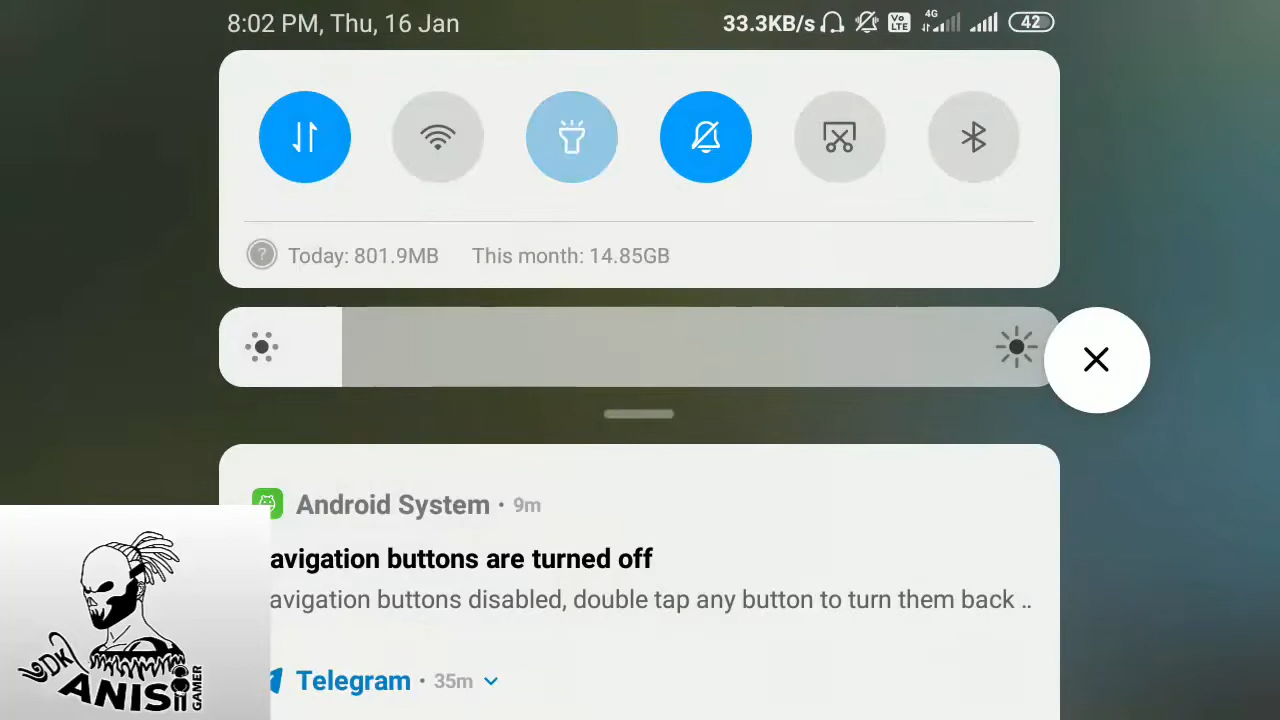 8:02 PM, Thu, 16 Jan
33.3KB/s Vo LTE 4G 42
? Today: 801.9MB This month: 14.85GB
Android System • 9m
avigation buttons are turned off
avigation buttons disabled, double tap any button to turn them back ..
Telegram • 35m
DK
ANIS
GAMER